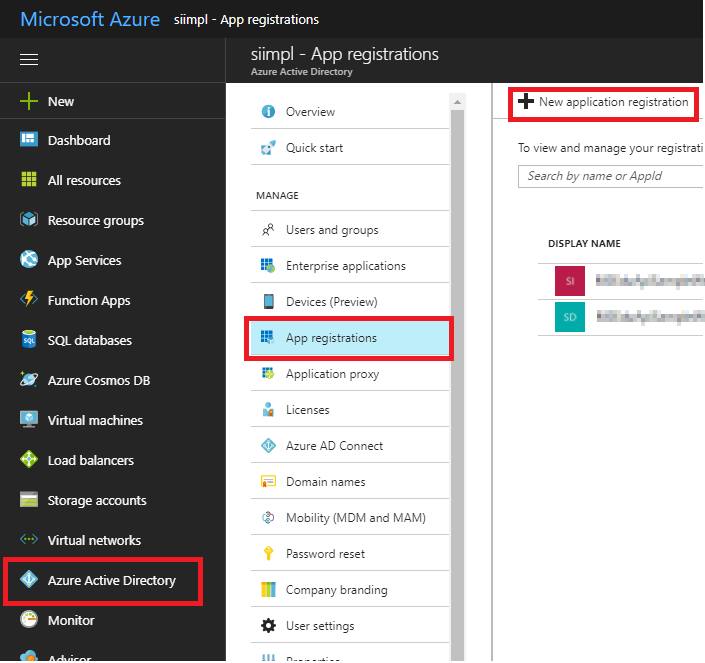 Microsoft Azure siimpl - App registrations
siimpl - App registrations
Azure Active Directory
New
Dashboard
All resources
Resource groups
App Services
Function Apps
SQL databases
Azure Cosmos DB
Virtual machines
Load balancers
Storage accounts
Virtual networks
Azure Active Directory
Monitor
Advisor
Overview
Quick start
MANAGE
Users and groups
Enterprise applications
Devices (Preview)
App registrations
Application proxy
Licenses
Azure AD Connect
Domain names
Mobility (MDM and MAM)
Password reset
Company branding
User settings
Properties
New application registration
To view and manage your registrati
Search by name or AppId
DISPLAY NAME
SI
SD